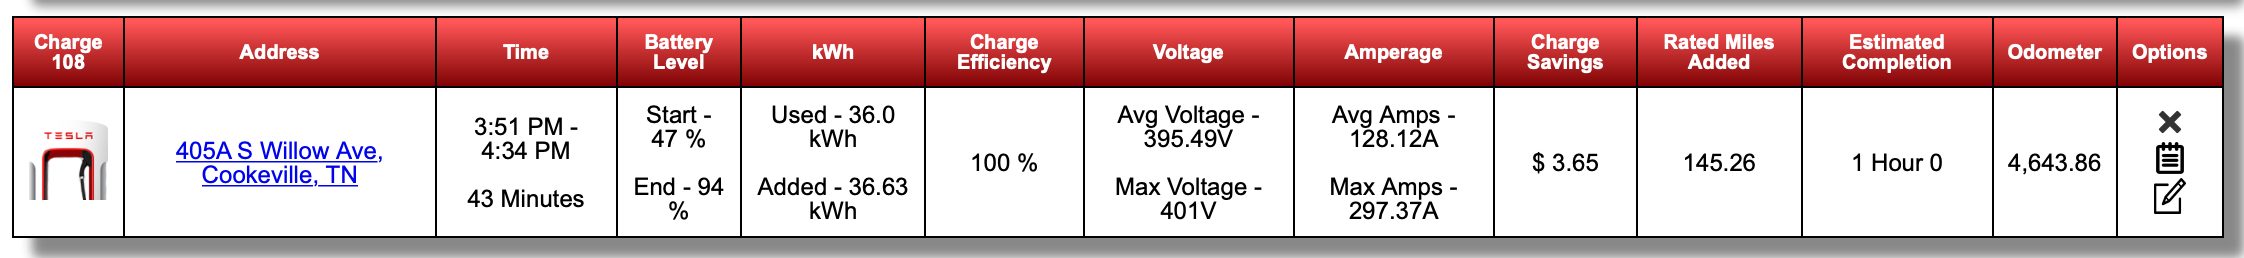 Charge
108
Address
Time
Battery
Level
kWh
Charge
Efficiency
Voltage
Amperage
Charge
Savings
Rated Miles
Added
Estimated
Completion
Odometer
Options
TESLA
405A S Willow Ave,
Cookeville, TN
3:51 PM -
4:34 PM
43 Minutes
Start -
47 %
End - 94
%
Used - 36.0
kWh
Added - 36.63
kWh
100 %
Avg Voltage -
395.49V
Max Voltage -
401V
Avg Amps -
128.12A
Max Amps -
297.37A
$ 3.65
145.26
1 Hour 0
4,643.86